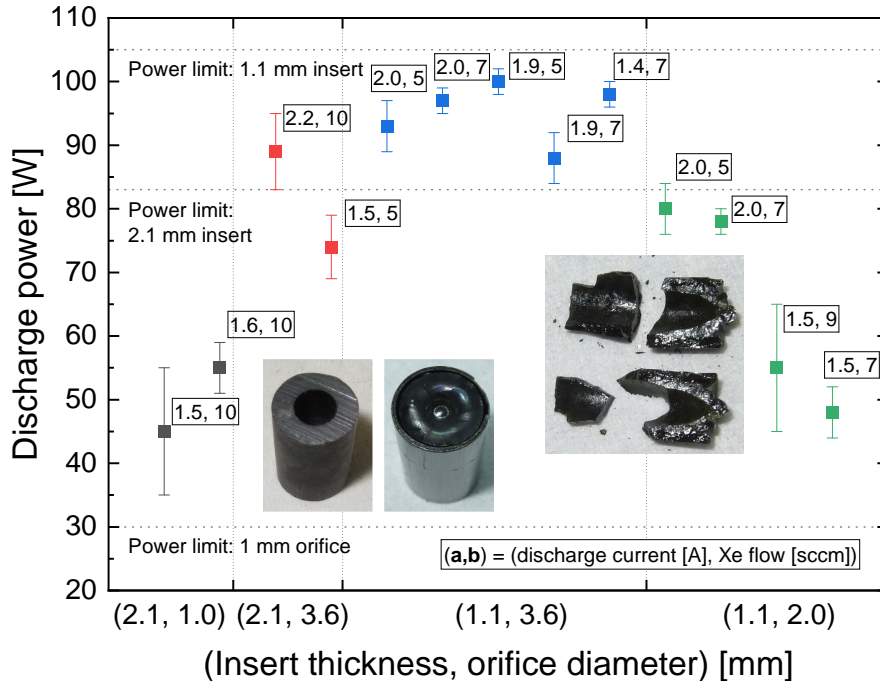 110
100
90
80
70
60
50
40
30
20
Discharge power [W]
Power limit: 1.1 mm insert
Power limit:
2.1 mm insert
Power limit: 1 mm orifice
1.5, 10
1.6, 10
2.2, 10
1.5, 5
2.0, 5
2.0, 7
1.9, 5
1.9, 7
1.4, 7
2.0, 5
2.0, 7
1.5, 9
1.5, 7
(a,b) = (discharge current [A], Xe flow [sccm])
(2.1, 1.0) (2.1, 3.6) (1.1, 3.6) (1.1, 2.0)
(Insert thickness, orifice diameter) [mm]